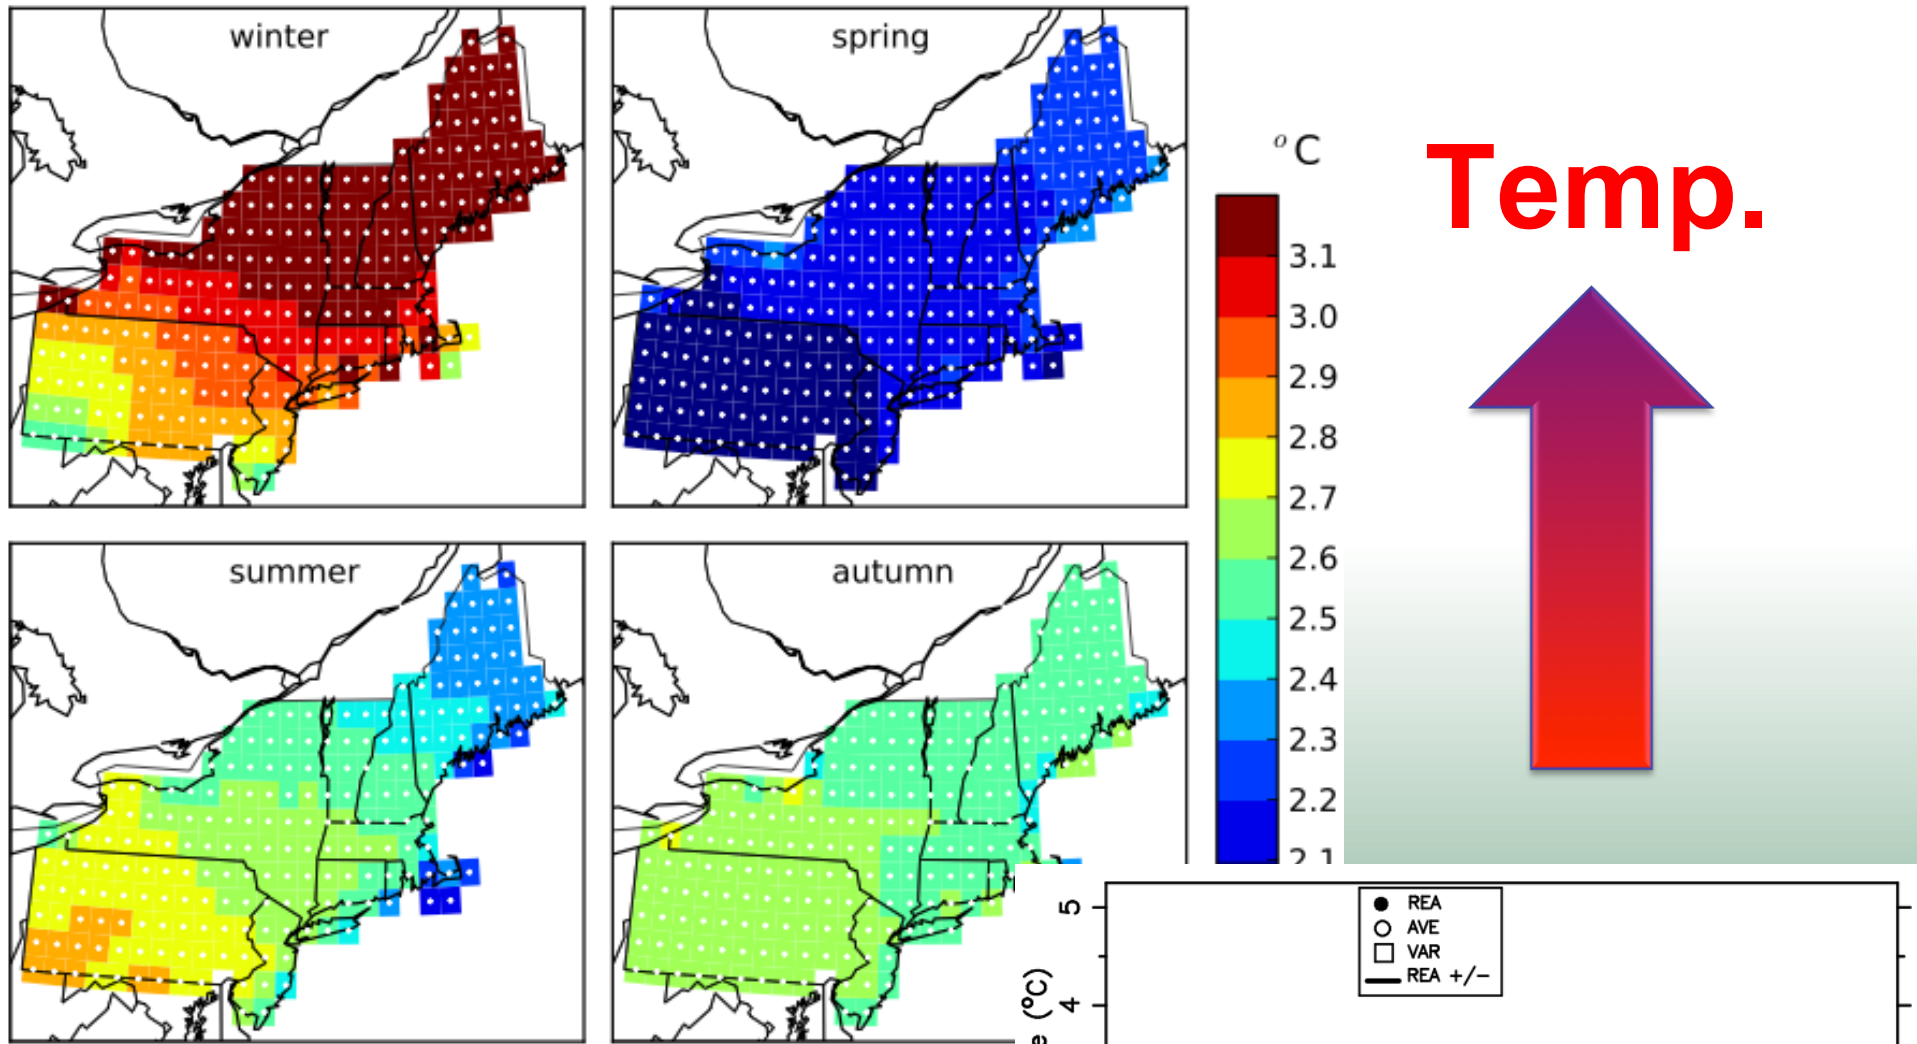 winter
spring
°C
Temp.
3.1
3.0
2.9
2.8
2.7
2.6
2.5
2.4
2.3
2.2
2.1
summer
autumn
5
4
(°C)
REA
AVE
VAR
REA +/−